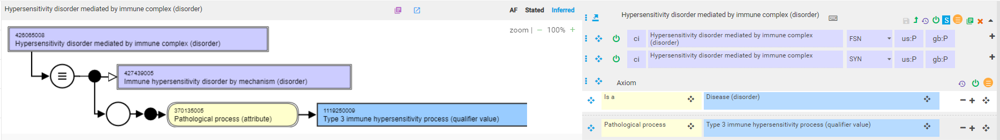 Hypersensitivity disorder mediated by immune complex (disorder)
AF Stated Inferred
zoom | − 100% +
426065008
Hypersensitivity disorder mediated by immune complex (disorder)
427439005
Immune hypersensitivity disorder by mechanism (disorder)
370135005
Pathological process (attribute)
1119250009
Type 3 immune hypersensitivity process (qualifier value)
Hypersensitivity disorder mediated by immune complex (disorder)
S
ci Hypersensitivity disorder mediated by immune complex
(disorder)
FSN us:P gb:P
ci Hypersensitivity disorder mediated by immune complex
SYN us:P gb:P
Axiom
Is a Disease (disorder)
Pathological process Type 3 immune hypersensitivity process (qualifier value)